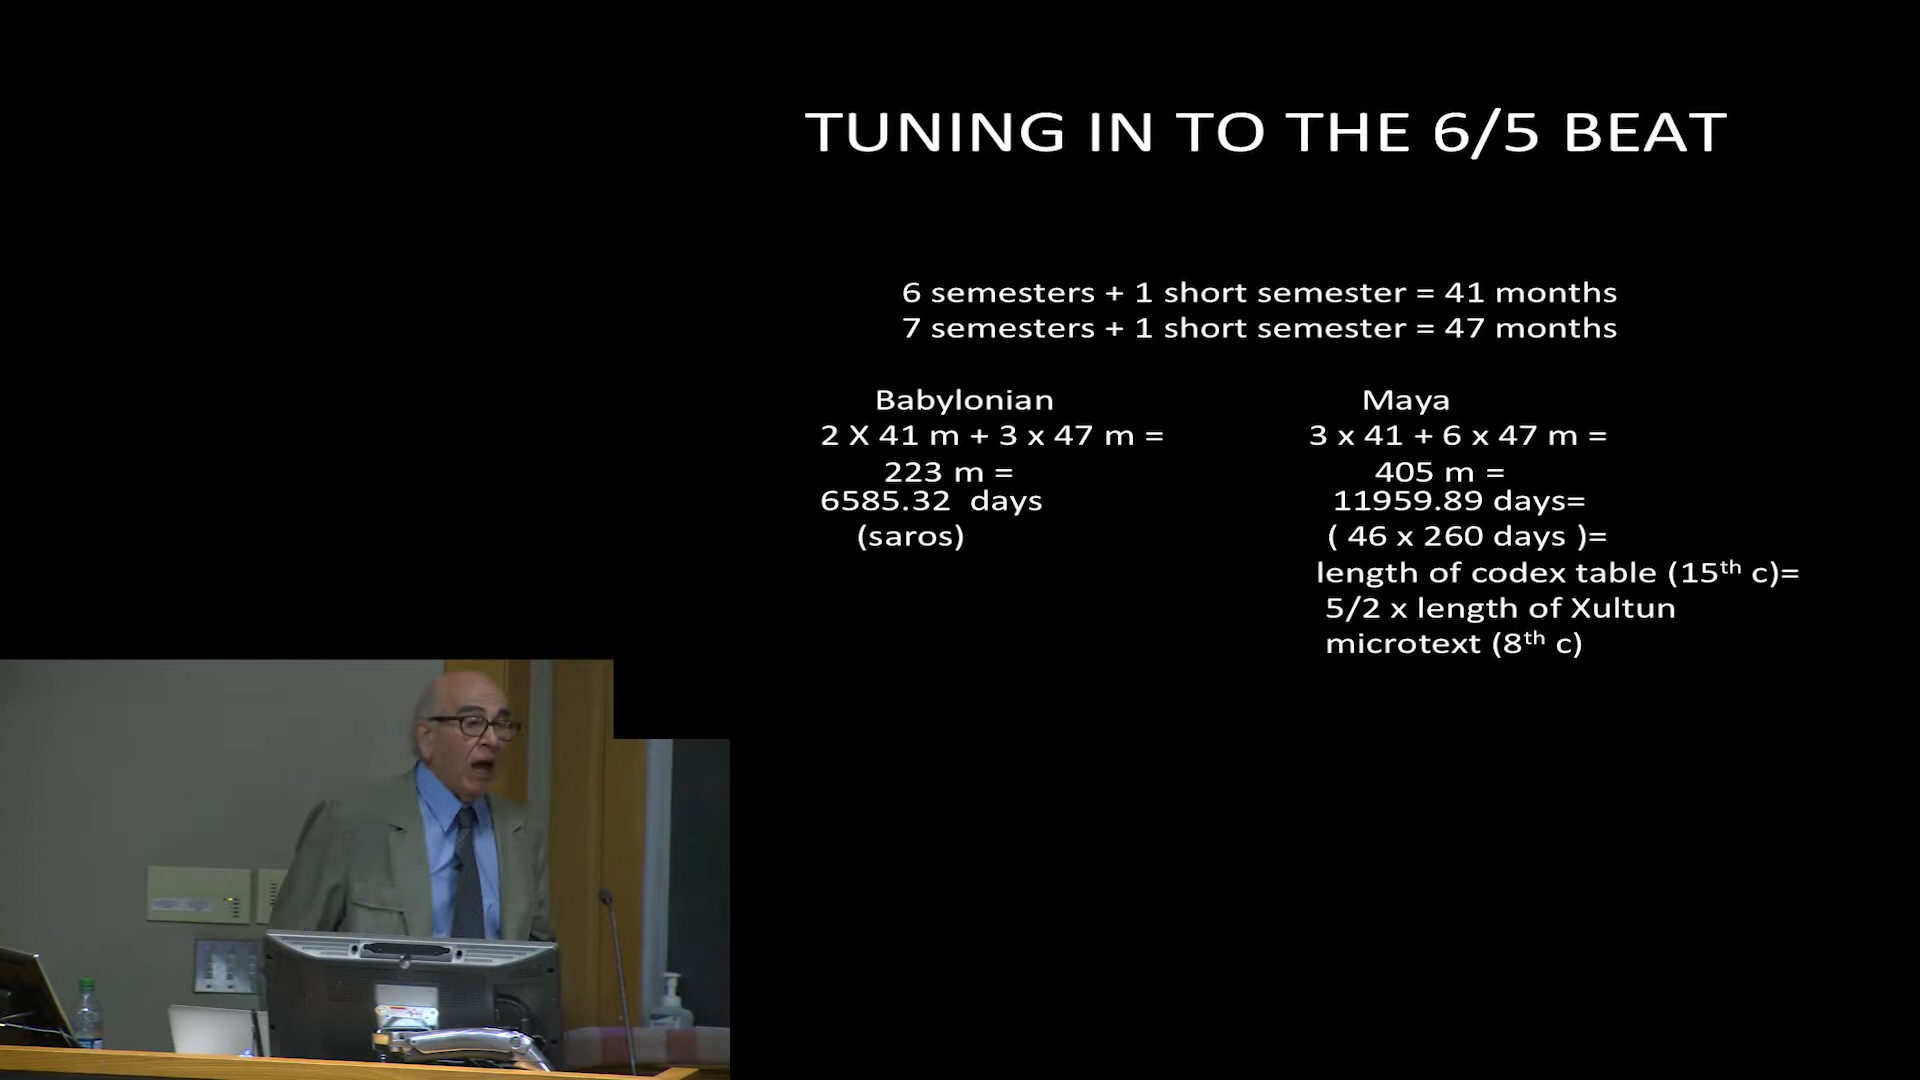 TUNING IN TO THE 6/5 BEAT
6 semesters + 1 short semester = 41 months
7 semesters + 1 short semester = 47 months
Babylonian
2 X 41 m + 3 x 47 m =
223 m =
6585.32 days
(saros)
Maya
3 x 41 + 6 x 47 m =
405 m =
11959.89 days=
( 46 x 260 days )=
length of codex table (15th c)=
5/2 x length of Xultun
microtext (8th c)